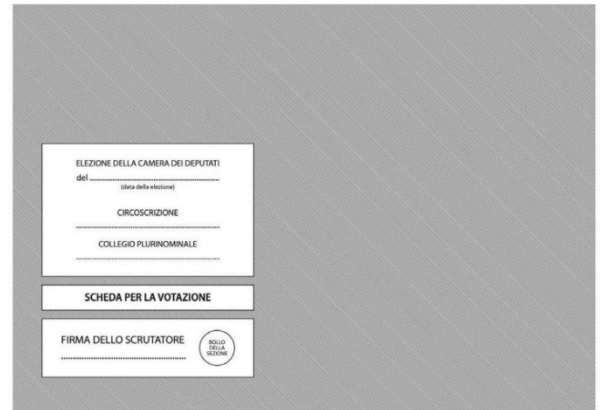 ELEZIONE DELLA CAMERA DEI DEPUTATI
del ................................................
(data della elezione)
CIRCOSCRIZIONE
................................................
COLLEGIO PLURINOMINALE
................................................
SCHEDA PER LA VOTAZIONE
FIRMA DELLO SCRUTATORE
................................................
BOLLO
DELLA
SEZIONE